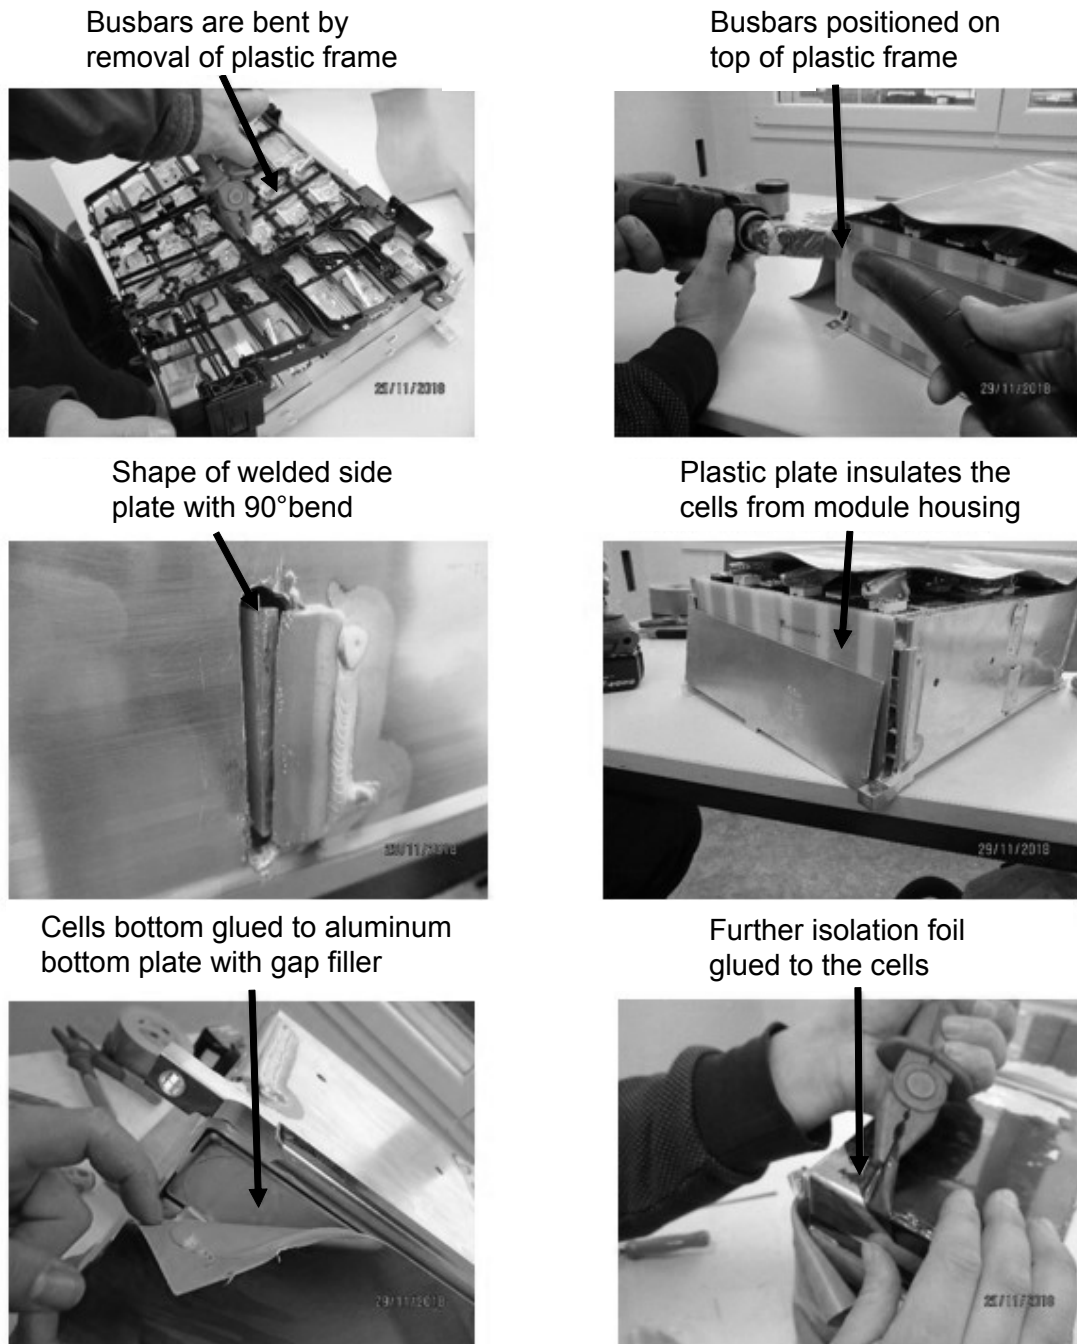 Busbars are bent by
removal of plastic frame
Busbars positioned on
top of plastic frame
29/11/2018
Shape of welded side
plate with 90°bend
Plastic plate insulates the
cells from module housing
29/11/2018
Cells bottom glued to aluminum
bottom plate with gap filler
Further isolation foil
glued to the cells
29/11/2018